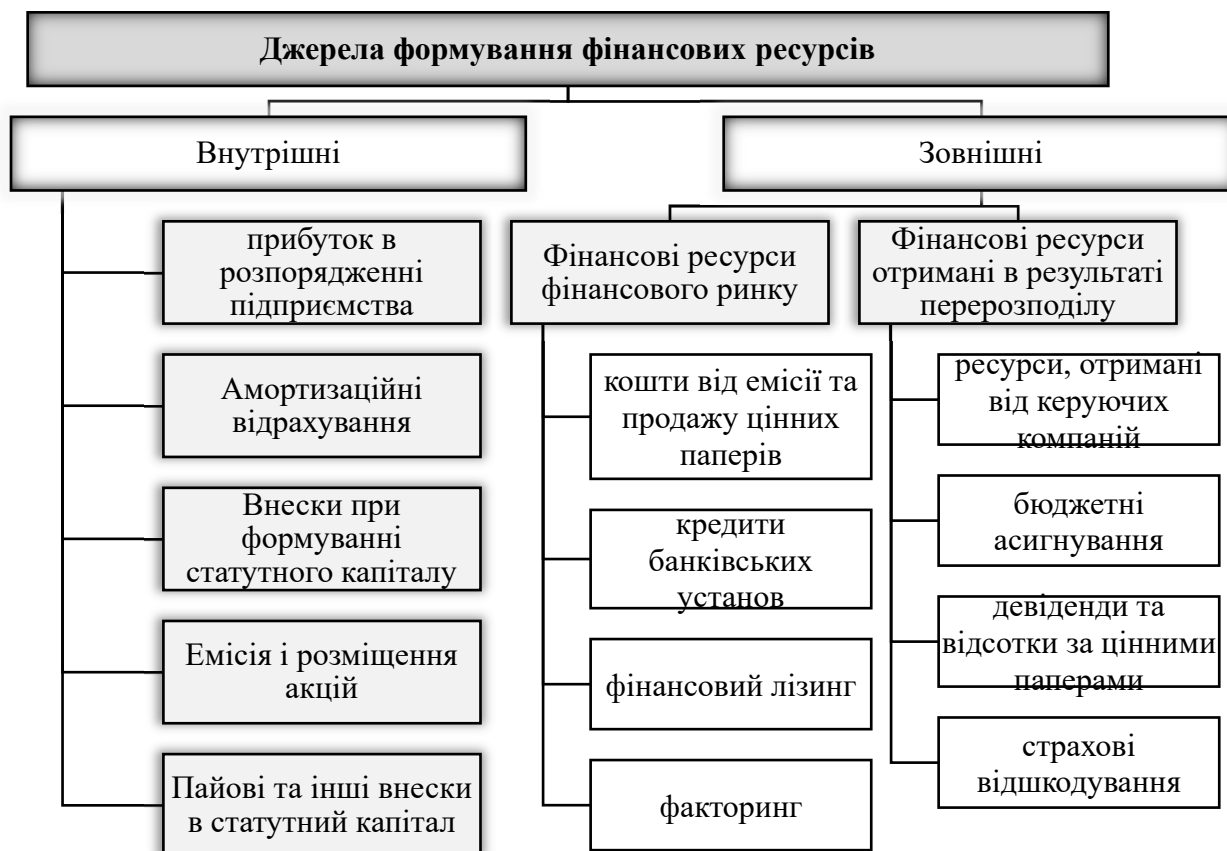 Джерела формування фінансових ресурсів
Внутрішні
Зовнішні
прибуток в
розпорядженні
підприємства
Амортизаційні
відрахування
Внески при
формуванні
статутного капіталу
Емісія і розміщення
акцій
Пайові та інші внески
в статутний капітал
Фінансові ресурси
фінансового ринку
кошти від емісії та
продажу цінних
паперів
кредити
банківських
установ
фінансовий лізинг
факторинг
Фінансові ресурси
отримані в результаті
перерозподілу
ресурси, отримані
від керуючих
компаній
бюджетні
асигнування
девіденди та
відсотки за цінними
паперами
страхові
відшкодування